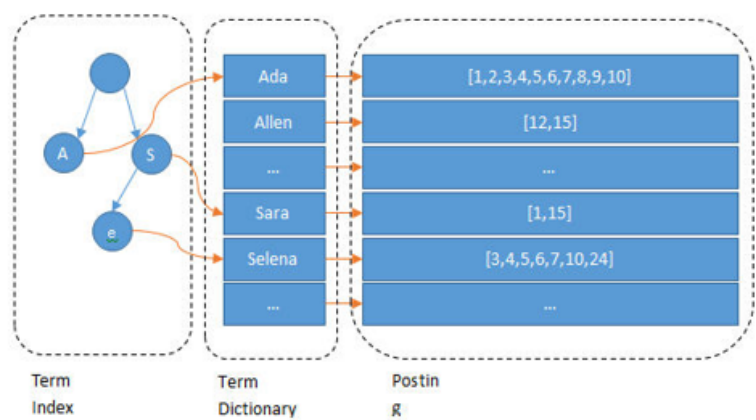 Ada [1,2,3,4,5,6,7,8,9,10]
Allen [12,15]
A S ... ...
Sara [1,15]
e Selena [3,4,5,6,7,10,24]
... ...
Term Term Postin
Index Dictionary g